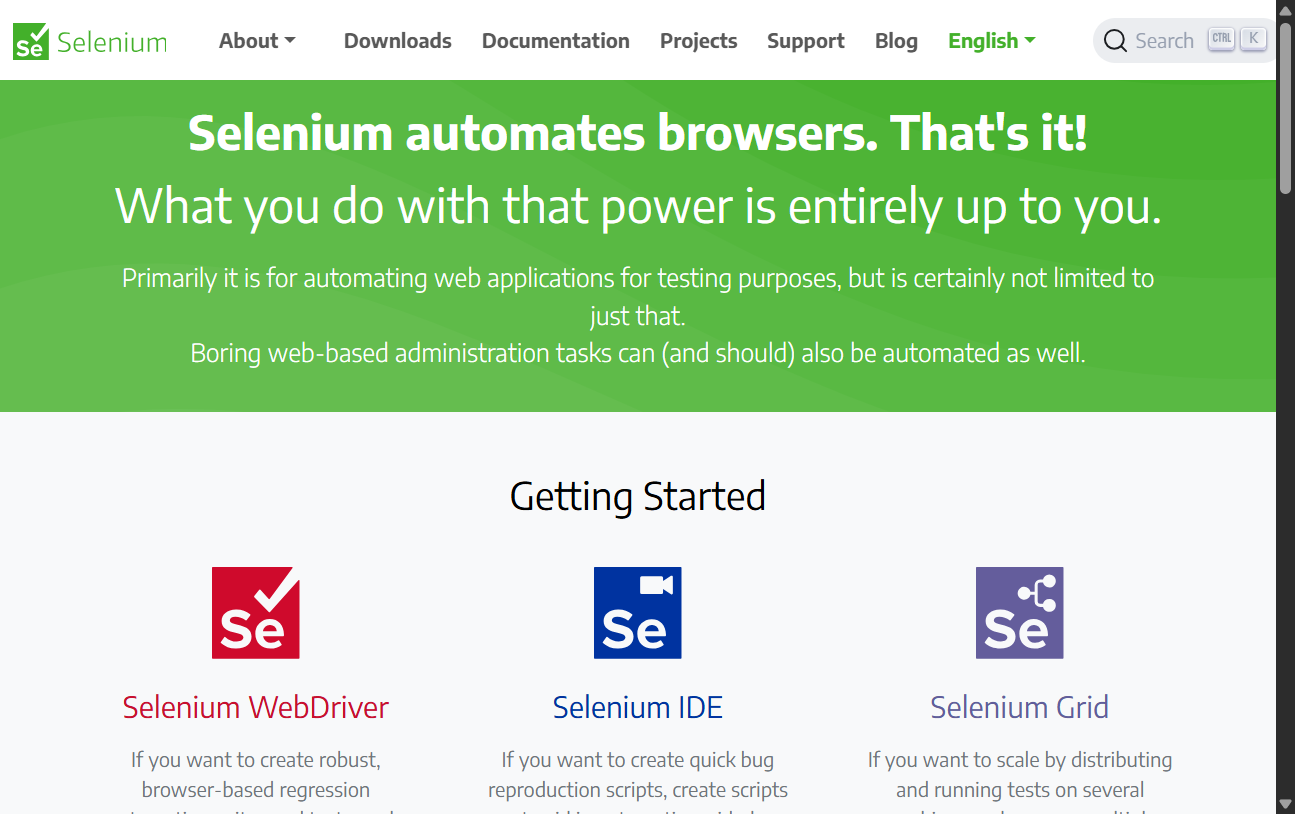 Se Selenium
About
Downloads
Documentation
Projects
Support
Blog
English
Search CTRL K
Selenium automates browsers. That's it!
What you do with that power is entirely up to you.
Primarily it is for automating web applications for testing purposes, but is certainly not limited to
just that.
Boring web-based administration tasks can (and should) also be automated as well.
Getting Started
Se
Selenium WebDriver
If you want to create robust,
browser-based regression
Se
Selenium IDE
If you want to create quick bug
reproduction scripts, create scripts
Se
Selenium Grid
If you want to scale by distributing
and running tests on several